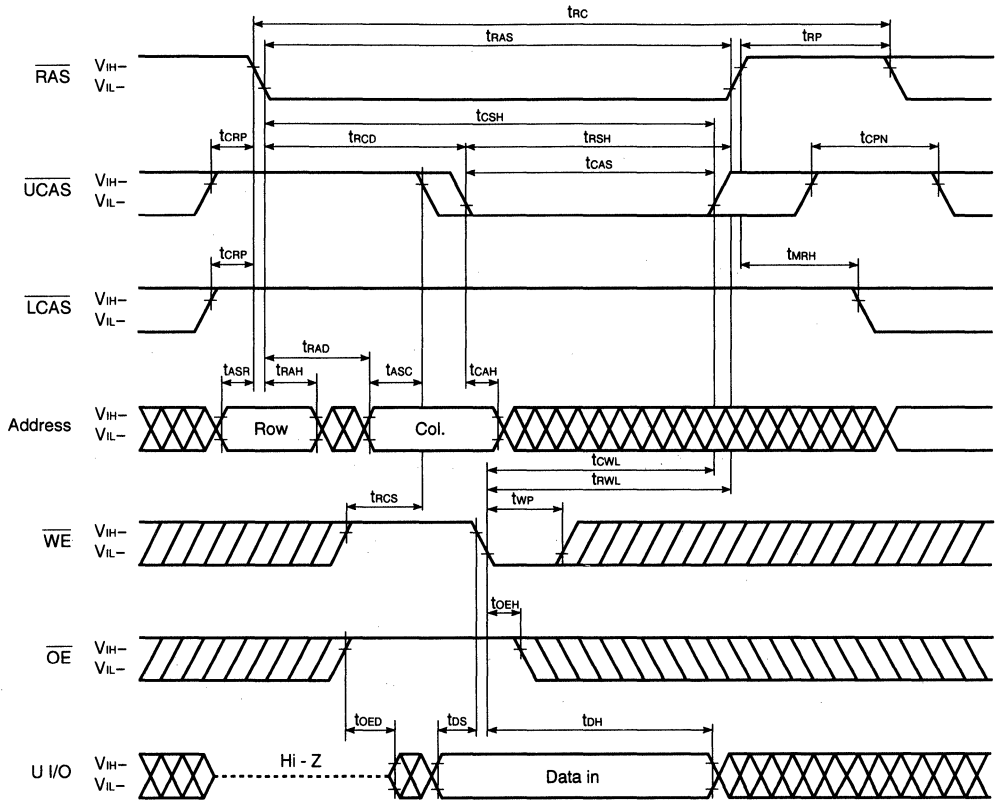 tRC
tRAS
tRP
RAS
VIH–
VIL–
tCSH
tCRP
tRCD
tRSH
tCPN
tCAS
UCAS
VIH–
VIL–
tCRP
tMRH
LCAS
VIH–
VIL–
tRAD
tASR
tRAH
tASC
tCAH
Address
VIH–
VIL–
Row
Col.
tCWL
tRWL
tRCS
tWP
WE
VIH–
VIL–
tOEH
OE
VIH–
VIL–
tOED
tDS
tDH
U I/O
VIH–
VIL–
Hi - Z
Data in